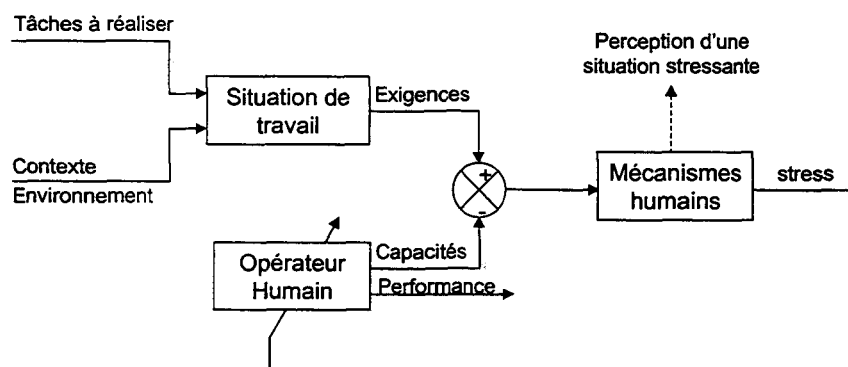 Tâches à réaliser
Perception d'une
situation stressante
Situation de
travail
Exigences
Contexte
Environnement
+
-
Mécanismes
humains
stress
Opérateur
Humain
Capacités
Performance